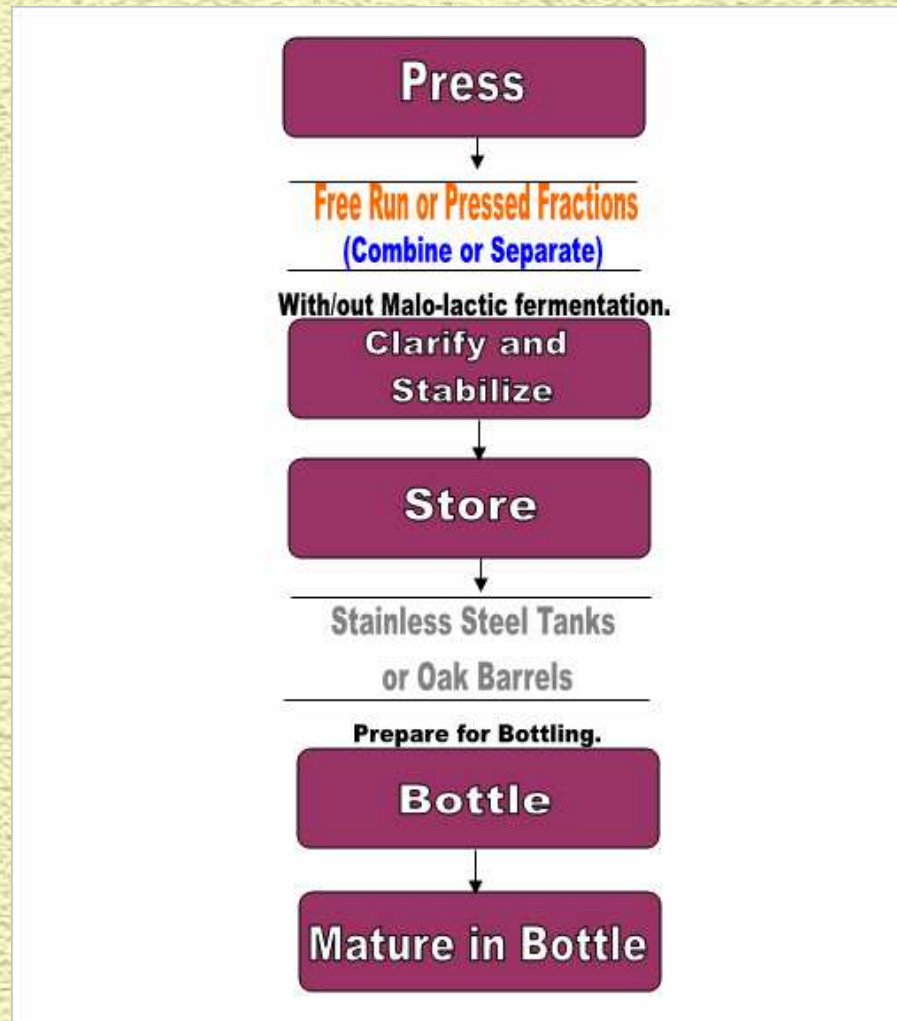 Press
Free Run or Pressed Fractions
(Combine or Separate)
With/out Malo-lactic fermentation.
Clarify and
Stabilize
Store
Stainless Steel Tanks
or Oak Barrels
Prepare for Bottling.
Bottle
Mature in Bottle